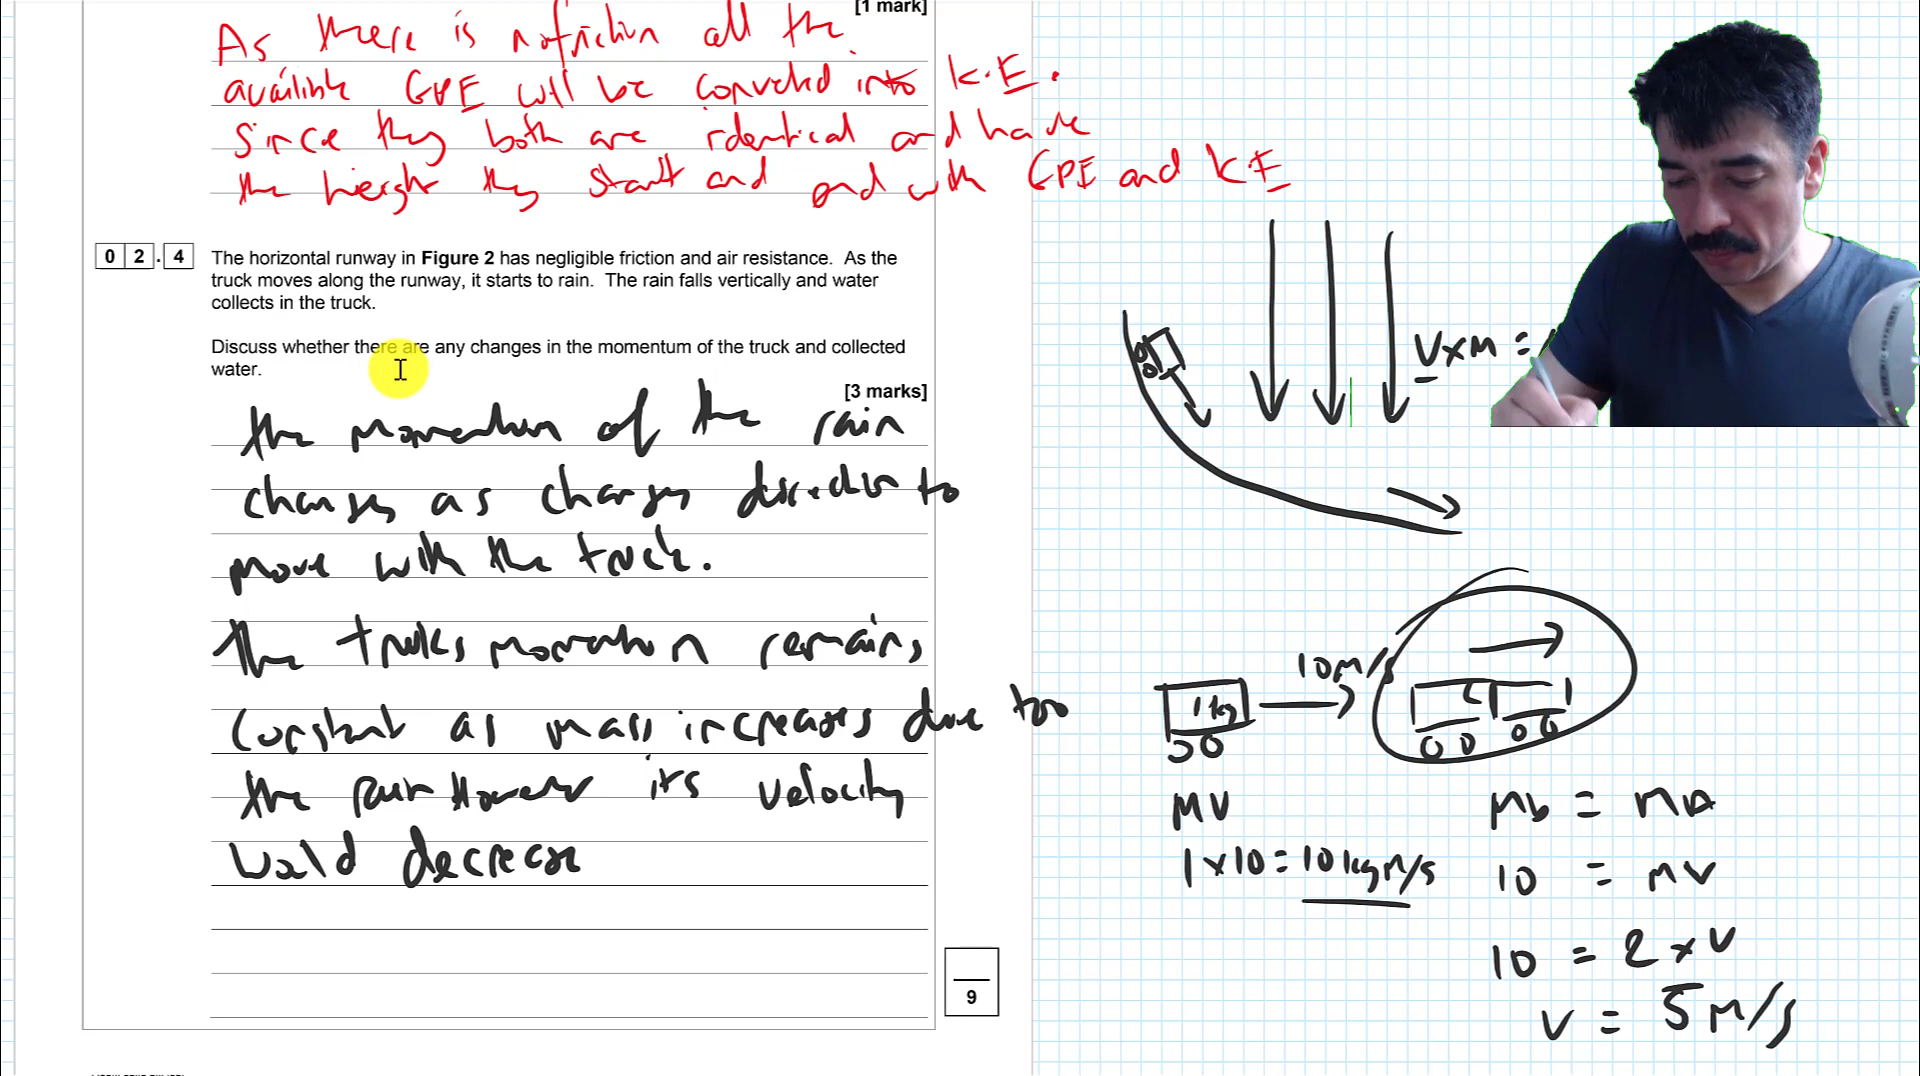 [1 mark]
As there is no friction all the
availible GPE will be converted into K.E.
Since they both are identical and have
the height they start and end with GPE and K.E
02.4
The horizontal runway in Figure 2 has negligible friction and air resistance. As the
truck moves along the runway, it starts to rain. The rain falls vertically and water
collects in the truck.
Discuss whether there are any changes in the momentum of the truck and collected
water.
[3 marks]
the momentum of the rain
changes as changes direction to
move with the truck.
the truks momentum remains
constant as mass increases due too
the rain However its velocity
would decrease
9
V x M =
10M/s
1kg
MV
1 x 10 = 10kgM/s
Mb = MA
10 = MV
10 = 2 x V
V = 5M/s